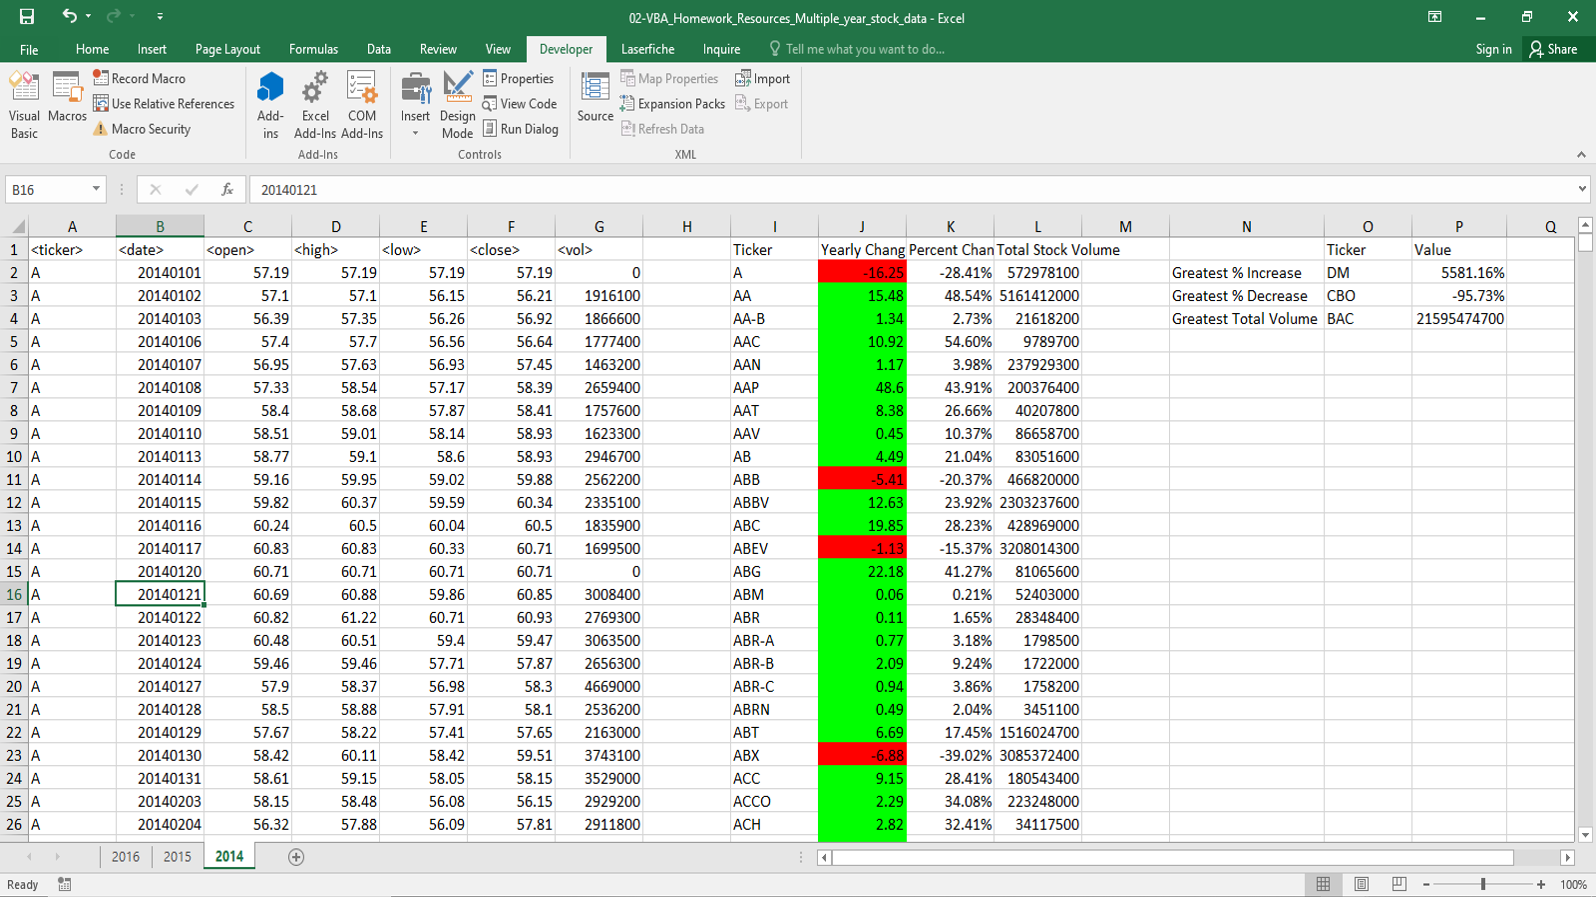 02-VBA_Homework_Resources_Multiple_year_stock_data - Excel
File Home Insert Page Layout Formulas Data Review View Developer Laserfiche Inquire Tell me what you want to do... Sign in Share
Visual Basic
Macros
Record Macro
Use Relative References
Macro Security
Code
Add-ins
Excel Add-Ins
COM Add-Ins
Add-Ins
Insert
Design Mode
Properties
View Code
Run Dialog
Controls
Source
Map Properties
Expansion Packs
Refresh Data
Import
Export
XML
B16 fx 20140121
A B C D E F G H I J K L M N O P Q
1 <ticker> <date> <open> <high> <low> <close> <vol> Ticker Yearly Chang Percent Chan Total Stock Volume Ticker Value
2 A 20140101 57.19 57.19 57.19 57.19 0 A -16.25 -28.41% 572978100 Greatest % Increase DM 5581.16%
3 A 20140102 57.1 57.1 56.15 56.21 1916100 AA 15.48 48.54% 5161412000 Greatest % Decrease CBO -95.73%
4 A 20140103 56.39 57.35 56.26 56.92 1866600 AA-B 1.34 2.73% 21618200 Greatest Total Volume BAC 21595474700
5 A 20140106 57.4 57.7 56.56 56.64 1777400 AAC 10.92 54.60% 9789700
6 A 20140107 56.95 57.63 56.93 57.45 1463200 AAN 1.17 3.98% 237929300
7 A 20140108 57.33 58.54 57.17 58.39 2659400 AAP 48.6 43.91% 200376400
8 A 20140109 58.4 58.68 57.87 58.41 1757600 AAT 8.38 26.66% 40207800
9 A 20140110 58.51 59.01 58.14 58.93 1623300 AAV 0.45 10.37% 86658700
10 A 20140113 58.77 59.1 58.6 58.93 2946700 AB 4.49 21.04% 83051600
11 A 20140114 59.16 59.95 59.02 59.88 2562200 ABB -5.41 -20.37% 466820000
12 A 20140115 59.82 60.37 59.59 60.34 2335100 ABBV 12.63 23.92% 2303237600
13 A 20140116 60.24 60.5 60.04 60.5 1835900 ABC 19.85 28.23% 428969000
14 A 20140117 60.83 60.83 60.33 60.71 1699500 ABEV -1.13 -15.37% 3208014300
15 A 20140120 60.71 60.71 60.71 60.71 0 ABG 22.18 41.27% 81065600
16 A 20140121 60.69 60.88 59.86 60.85 3008400 ABM 0.06 0.21% 52403000
17 A 20140122 60.82 61.22 60.71 60.93 2769300 ABR 0.11 1.65% 28348400
18 A 20140123 60.48 60.51 59.4 59.47 3063500 ABR-A 0.77 3.18% 1798500
19 A 20140124 59.46 59.46 57.71 57.87 2656300 ABR-B 2.09 9.24% 1722000
20 A 20140127 57.9 58.37 56.98 58.3 4669000 ABR-C 0.94 3.86% 1758200
21 A 20140128 58.5 58.88 57.91 58.1 2536200 ABRN 0.49 2.04% 3451100
22 A 20140129 57.67 58.22 57.41 57.65 2163000 ABT 6.69 17.45% 1516024700
23 A 20140130 58.42 60.11 58.42 59.51 3743100 ABX -6.88 -39.02% 3085372400
24 A 20140131 58.61 59.15 58.05 58.15 3529000 ACC 9.15 28.41% 180543400
25 A 20140203 58.15 58.48 56.08 56.15 2929200 ACCO 2.29 34.08% 223248000
26 A 20140204 56.32 57.88 56.09 57.81 2911800 ACH 2.82 32.41% 34117500
2016 2015 2014
Ready 100%